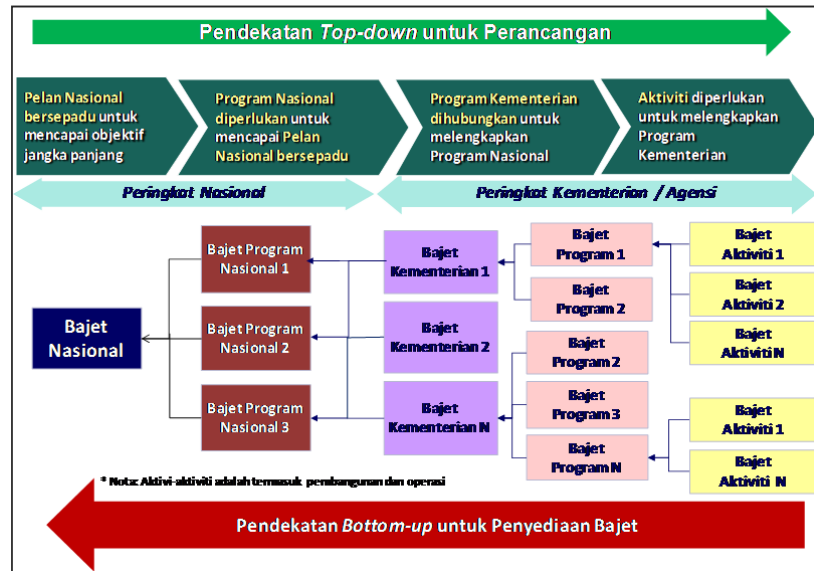 Pendekatan Top-down untuk Perancangan
Pelan Nasional
bersepadu untuk
mencapai objektif
jangka panjang
Program Nasional
diperlukan untuk
mencapai Pelan
Nasional bersepadu
Program Kementerian
dihubungkan untuk
melengkapkan
Program Nasional
Aktiviti diperlukan
untuk melengkapkan
Program
Kementerian
Peringkat Nasional
Peringkat Kementerian / Agensi
Bajet
Nasional
Bajet Program
Nasional 1
Bajet Program
Nasional 2
Bajet Program
Nasional 3
Bajet
Kementerian 1
Bajet
Kementerian 2
Bajet
Kementerian N
Bajet
Program 1
Bajet
Program 2
Bajet
Program 2
Bajet
Program 3
Bajet
Program N
Bajet
Aktiviti 1
Bajet
Aktiviti 2
Bajet
Aktiviti N
Bajet
Aktiviti 1
Bajet
Aktiviti N
* Nota: Aktivi-aktiviti adalah termasuk pembangunan dan operasi
Pendekatan Bottom-up untuk Penyediaan Bajet